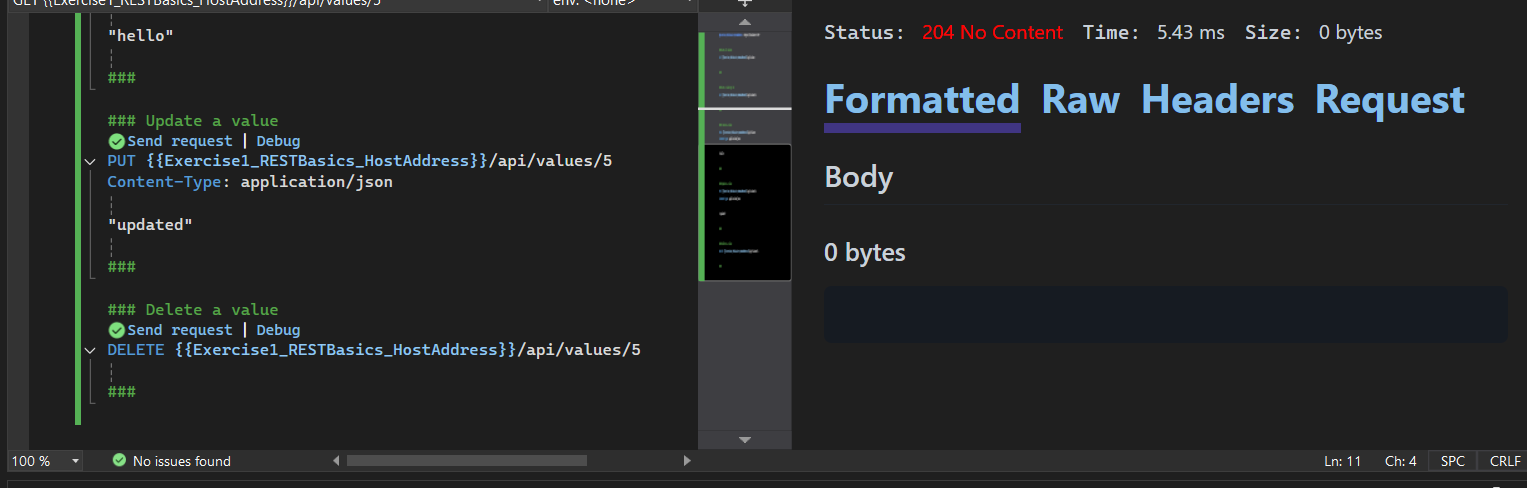 GET {{Exercise1_RESTBasics_HostAddress}}/api/values/5 env: <none>
"hello"
###
### Update a value
Send request | Debug
PUT {{Exercise1_RESTBasics_HostAddress}}/api/values/5
Content-Type: application/json
"updated"
###
### Delete a value
Send request | Debug
DELETE {{Exercise1_RESTBasics_HostAddress}}/api/values/5
###
100 % No issues found
Status: 204 No Content Time: 5.43 ms Size: 0 bytes
Formatted Raw Headers Request
Body
0 bytes
Ln: 11 Ch: 4 SPC CRLF